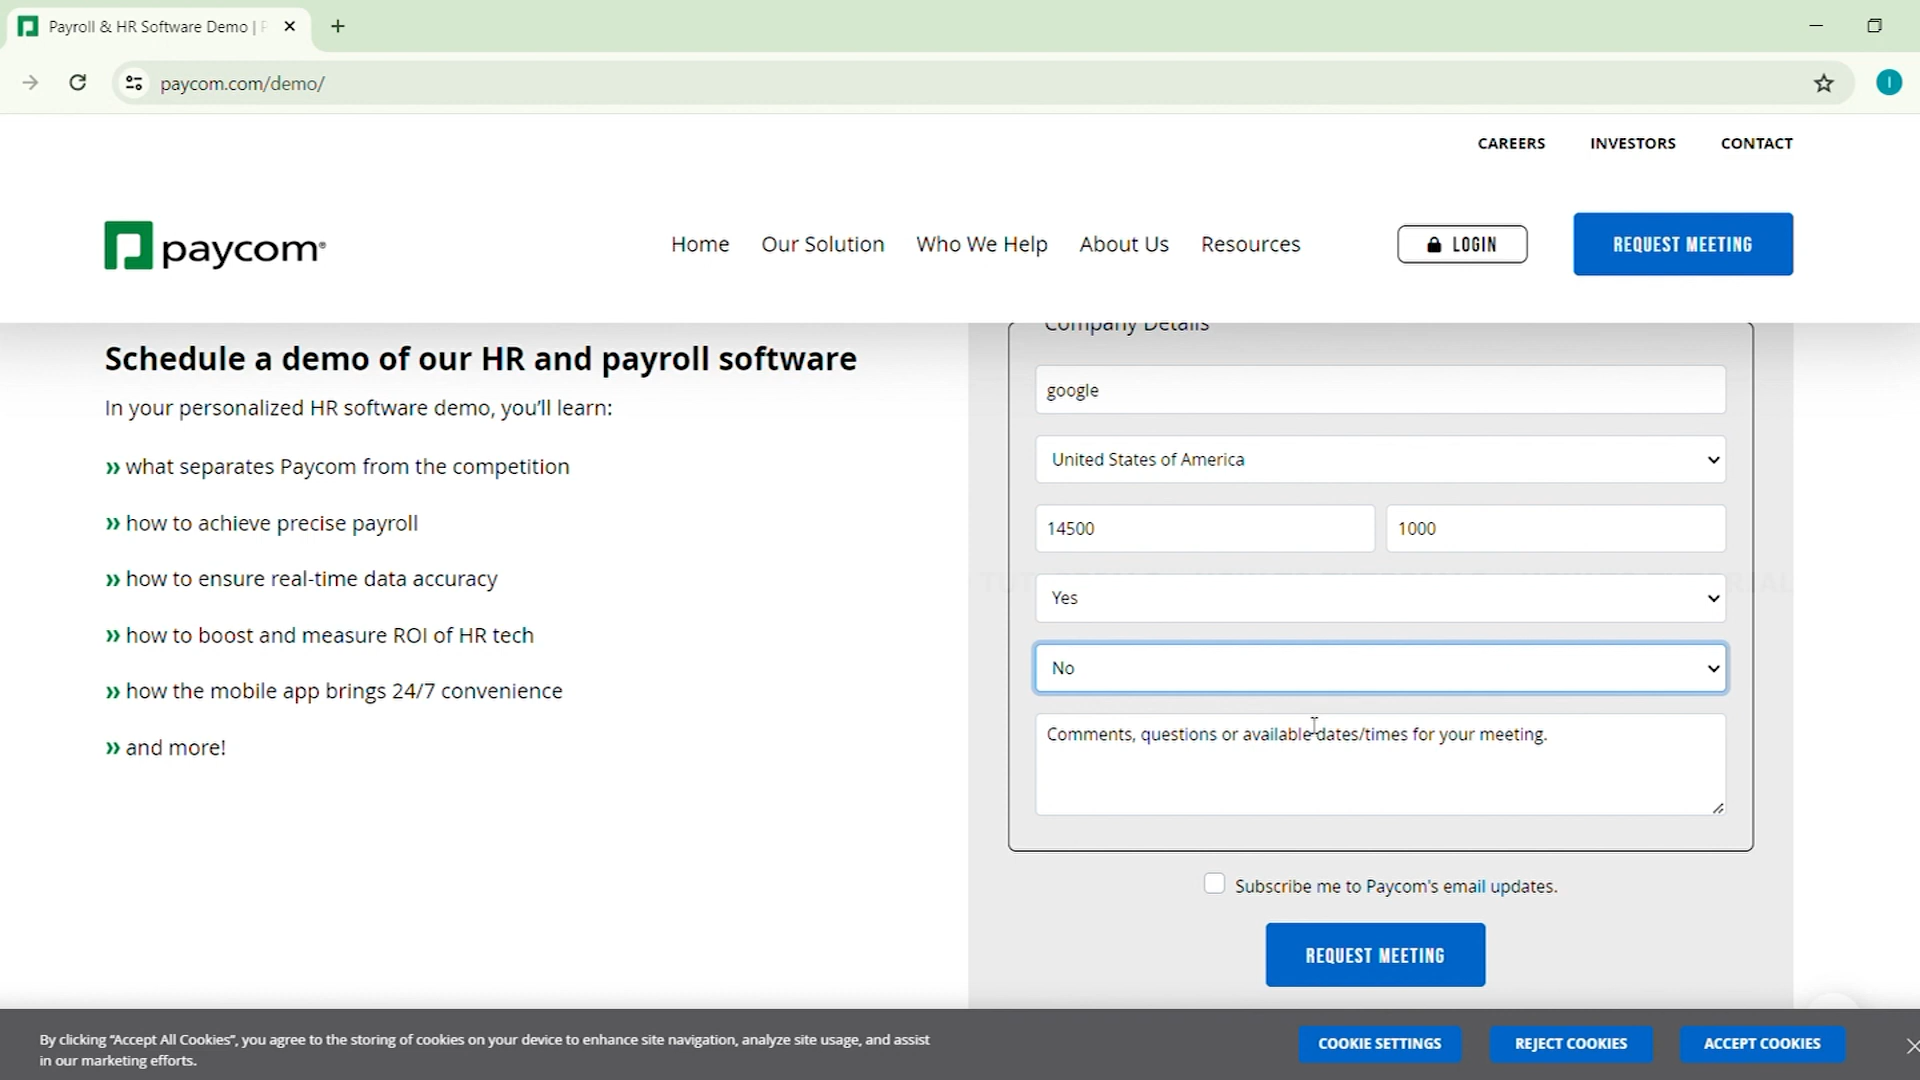 Payroll & HR Software Demo |
paycom.com/demo/
CAREERS
INVESTORS
CONTACT
paycom®
Home
Our Solution
Who We Help
About Us
Resources
LOGIN
REQUEST MEETING
Schedule a demo of our HR and payroll software
In your personalized HR software demo, you'll learn:
» what separates Paycom from the competition
» how to achieve precise payroll
» how to ensure real-time data accuracy
» how to boost and measure ROI of HR tech
» how the mobile app brings 24/7 convenience
» and more!
Company Details
google
United States of America
14500
1000
Yes
No
Comments, questions or available dates/times for your meeting.
Subscribe me to Paycom's email updates.
REQUEST MEETING
By clicking "Accept All Cookies", you agree to the storing of cookies on your device to enhance site navigation, analyze site usage, and assist
in our marketing efforts.
COOKIE SETTINGS
REJECT COOKIES
ACCEPT COOKIES
I